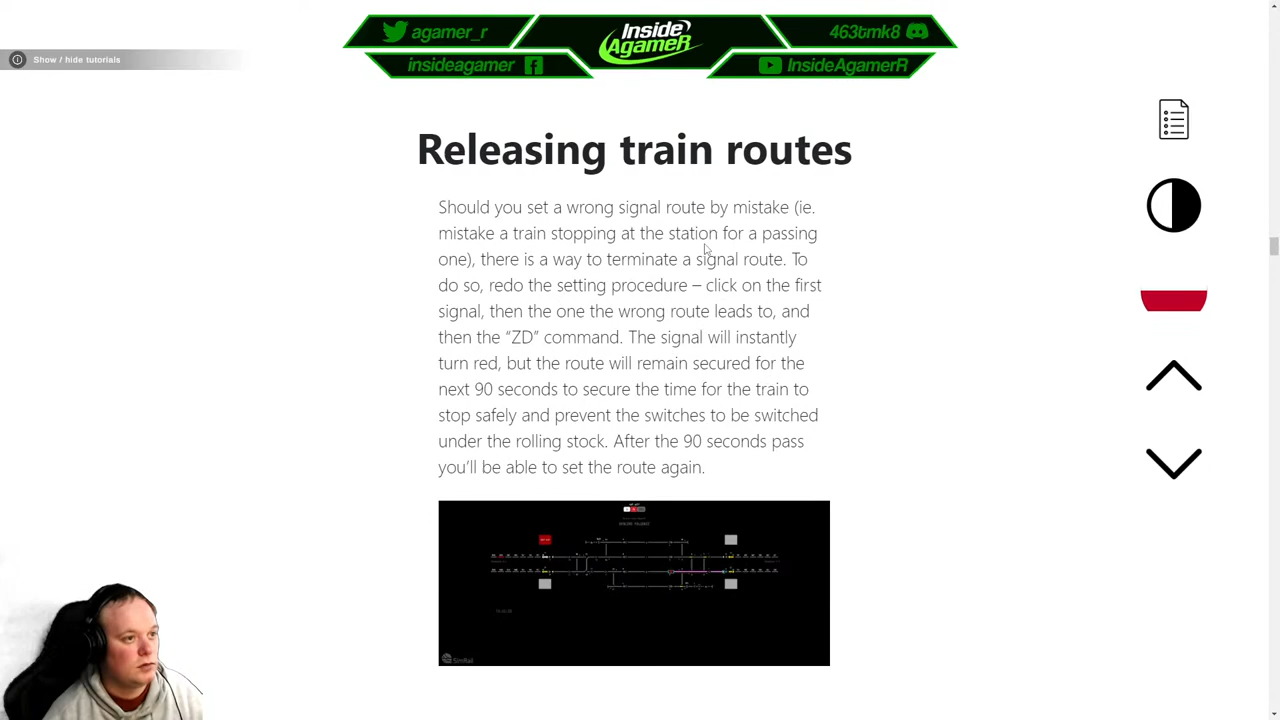 agamer_r
Inside
AgameR
463tmk8
insideagamer
InsideAgamerR
Show / hide tutorials
Releasing train routes
Should you set a wrong signal route by mistake (ie.
mistake a train stopping at the station for a passing
one), there is a way to terminate a signal route. To
do so, redo the setting procedure – click on the first
signal, then the one the wrong route leads to, and
then the “ZD” command. The signal will instantly
turn red, but the route will remain secured for the
next 90 seconds to secure the time for the train to
stop safely and prevent the switches to be switched
under the rolling stock. After the 90 seconds pass
you’ll be able to set the route again.
SimRail